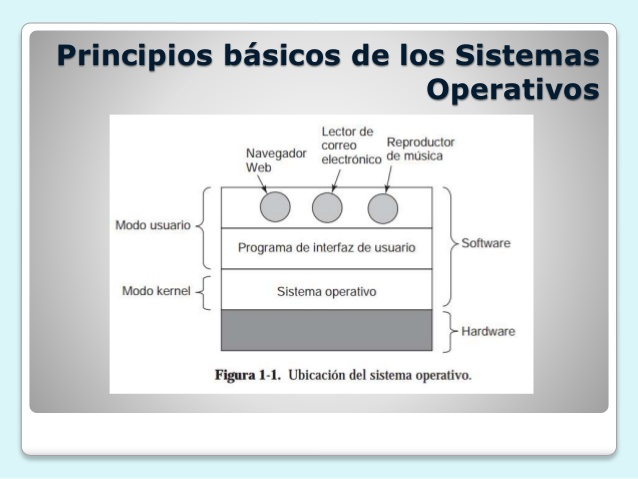 Principios básicos de los Sistemas
Operativos
Navegador
Web
Lector de
correo
electrónico
Reproductor
de música
Modo usuario
Programa de interfaz de usuario
Software
Modo kernel
Sistema operativo
Hardware
Figura 1-1. Ubicación del sistema operativo.